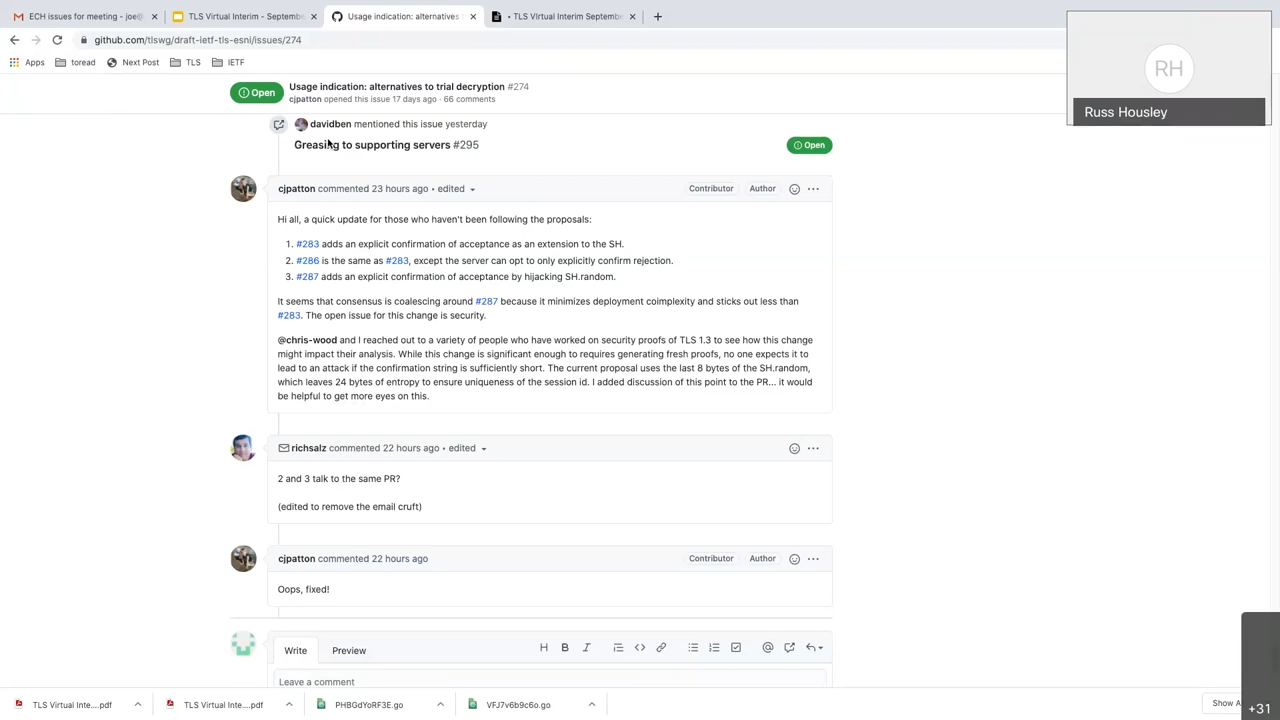 ECH issues for meeting - joe@
TLS Virtual Interim - Septembe
Usage indication: alternatives t
• TLS VIrtual Interim Septembe
github.com/tlswg/draft-ietf-tls-esni/issues/274
Apps
toread
Next Post
TLS
IETF
RH
Russ Housley
Open
Usage indication: alternatives to trial decryption #274
cjpatton opened this issue 17 days ago · 66 comments
davidben mentioned this issue yesterday
Greasing to supporting servers #295
Open
cjpatton commented 23 hours ago • edited
Contributor
Author
Hi all, a quick update for those who haven't been following the proposals:
1. #283 adds an explicit confirmation of acceptance as an extension to the SH.
2. #286 is the same as #283, except the server can opt to only explicitly confirm rejection.
3. #287 adds an explicit confirmation of acceptance by hijacking SH.random.
It seems that consensus is coalescing around #287 because it minimizes deployment coimplexity and sticks out less than
#283. The open issue for this change is security.
@chris-wood and I reached out to a variety of people who have worked on security proofs of TLS 1.3 to see how this change
might impact their analysis. While this change is significant enough to requires generating fresh proofs, no one expects it to
lead to an attack if the confirmation string is sufficiently short. The current proposal uses the last 8 bytes of the SH.random,
which leaves 24 bytes of entropy to ensure uniqueness of the session id. I added discussion of this point to the PR... it would
be helpful to get more eyes on this.
richsalz commented 22 hours ago • edited
2 and 3 talk to the same PR?
(edited to remove the email cruft)
cjpatton commented 22 hours ago
Contributor
Author
Oops, fixed!
Write
Preview
Leave a comment
TLS Virtual Inte....pdf
TLS Virtual Inte....pdf
PHBGdYoRF3E.go
VFJ7v6b9c6o.go
Show A
+31